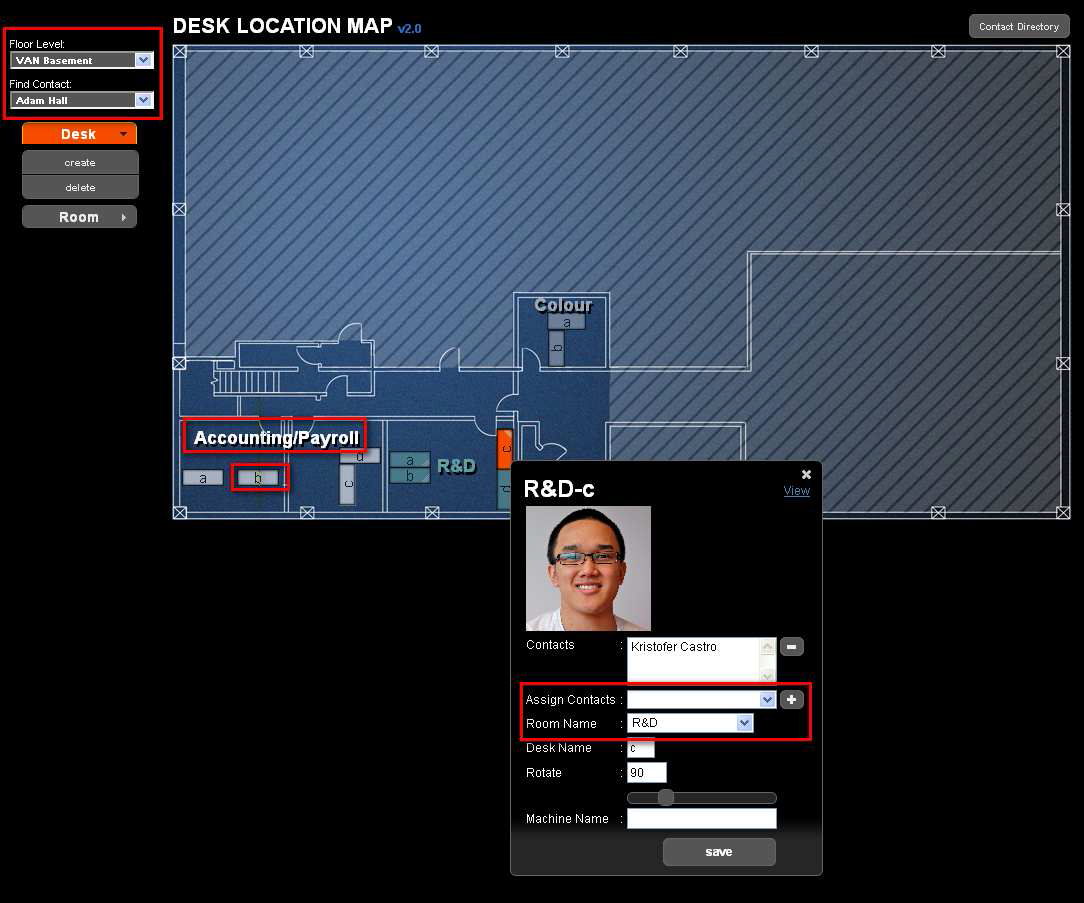 DESK LOCATION MAP v2.0
Contact Directory
Floor Level:
VAN Basement
Find Contact:
Adam Hall
Desk
create
delete
Room
Colour
a
b
Accounting/Payroll
a
b
d
c
a
b
R&D
c
d
R&D-c
View
Contacts : Kristofer Castro
Assign Contacts :
Room Name : R&D
Desk Name : c
Rotate : 90
Machine Name :
save